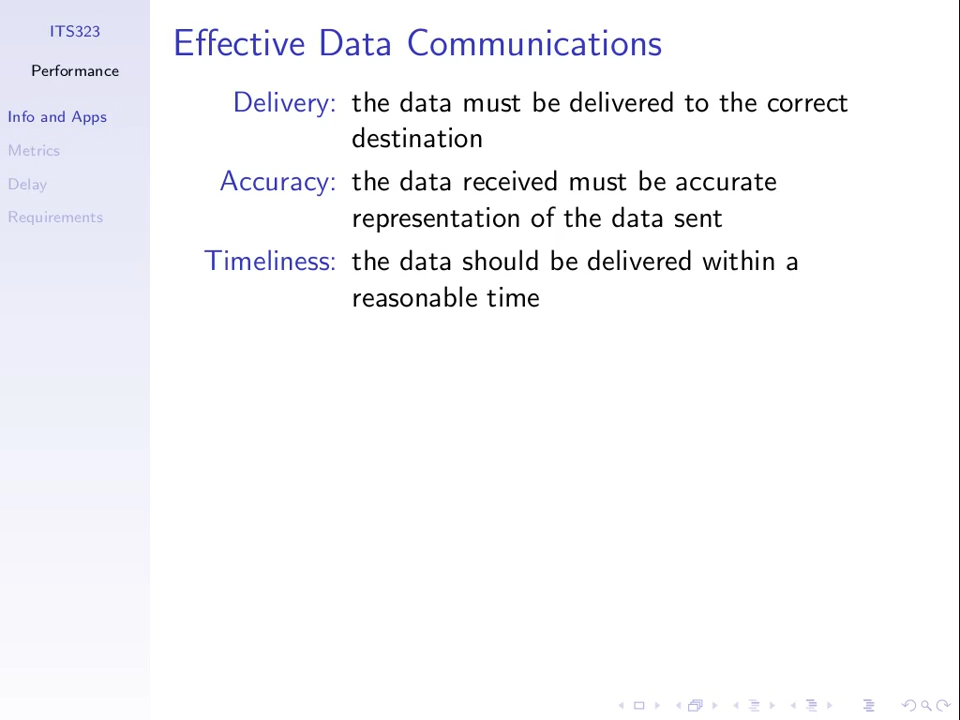 ITS323
Performance
Info and Apps
Metrics
Delay
Requirements
Effective Data Communications
Delivery: the data must be delivered to the correct
destination
Accuracy: the data received must be accurate
representation of the data sent
Timeliness: the data should be delivered within a
reasonable time